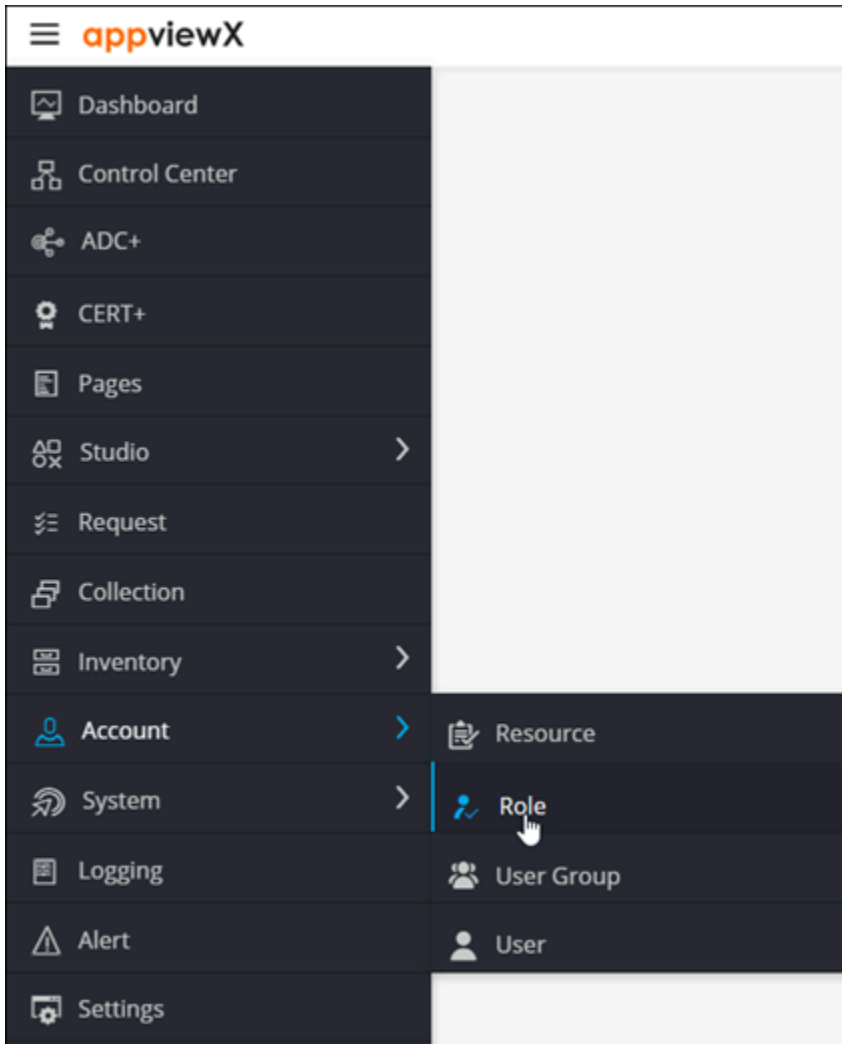 appviewX
Dashboard
Control Center
ADC+
CERT+
Pages
Studio
Request
Collection
Inventory
Account
Resource
Role
System
Logging
User Group
Alert
User
Settings